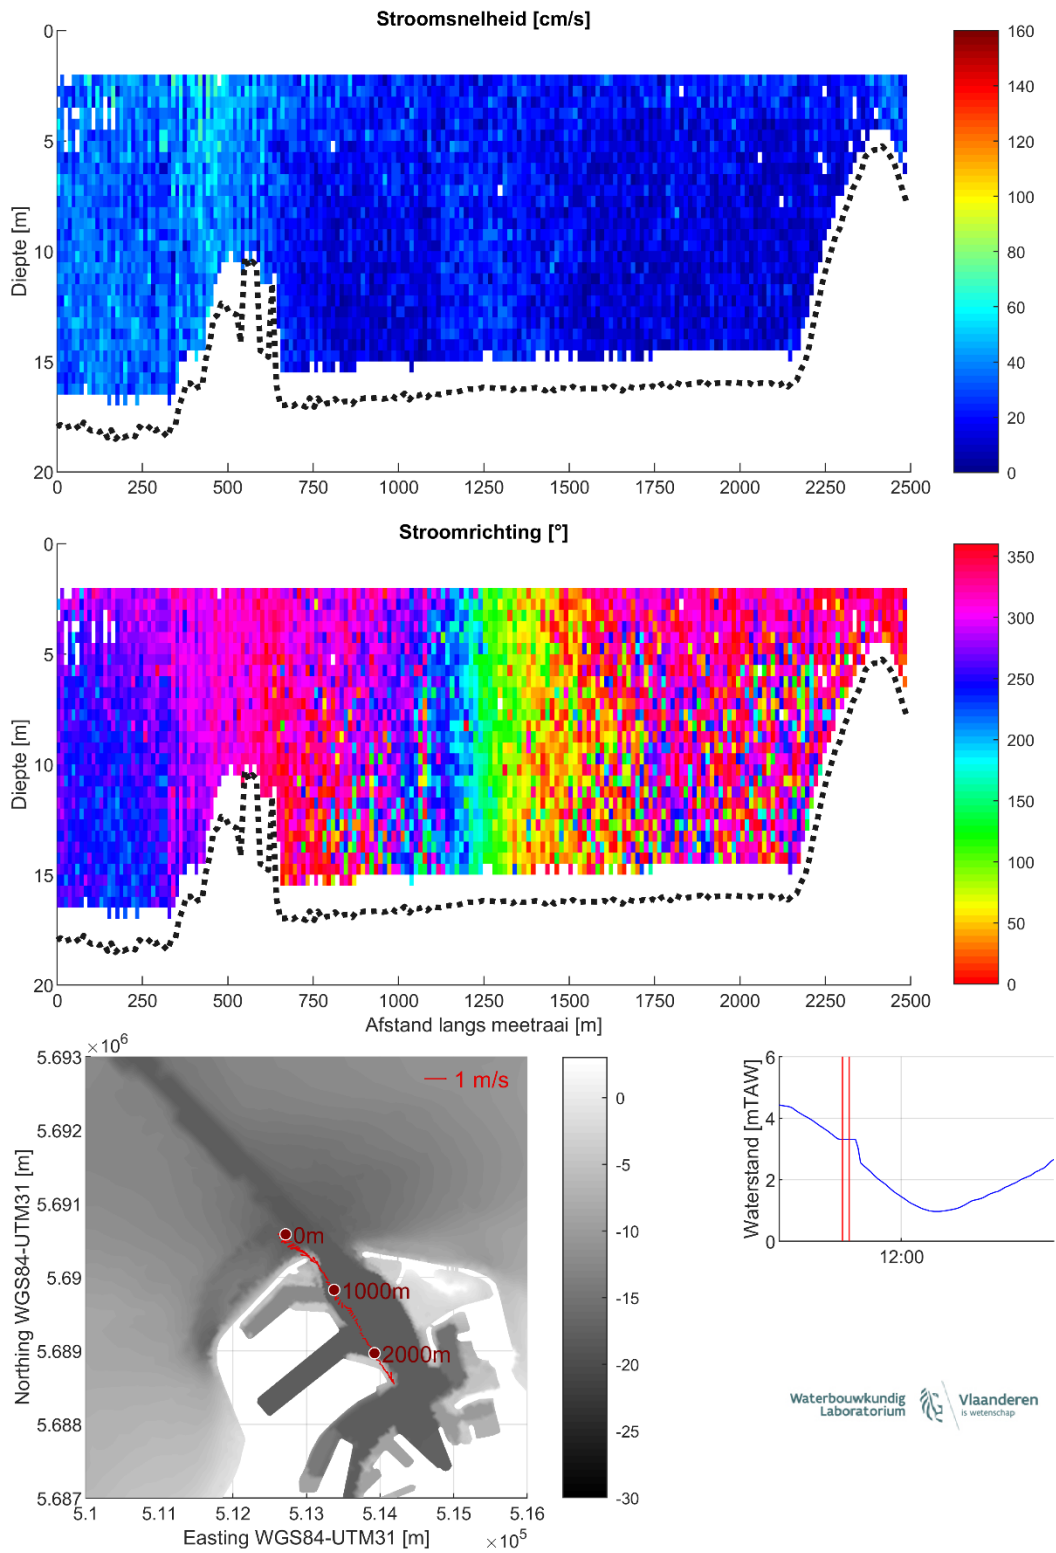 Stroomsnelheid [cm/s]
Diepte [m]
0
5
10
15
20
0 250 500 750 1000 1250 1500 1750 2000 2250 2500
160
140
120
100
80
60
40
20
0
Stroomrichting [°]
Diepte [m]
0
5
10
15
20
0 250 500 750 1000 1250 1500 1750 2000 2250 2500
Afstand langs meetraai [m]
350
300
250
200
150
100
50
0
×10⁶
Northing WGS84-UTM31 [m]
5.693
5.692
5.691
5.69
5.689
5.688
5.687
1 m/s
0m
1000m
2000m
5.1 5.11 5.12 5.13 5.14 5.15 5.16
Easting WGS84-UTM31 [m]
×10⁵
0
-5
-10
-15
-20
-25
-30
Waterstand [mTAW]
6
4
2
0
12:00
Waterbouwkundig
Laboratorium
Vlaanderen
is wetenschap